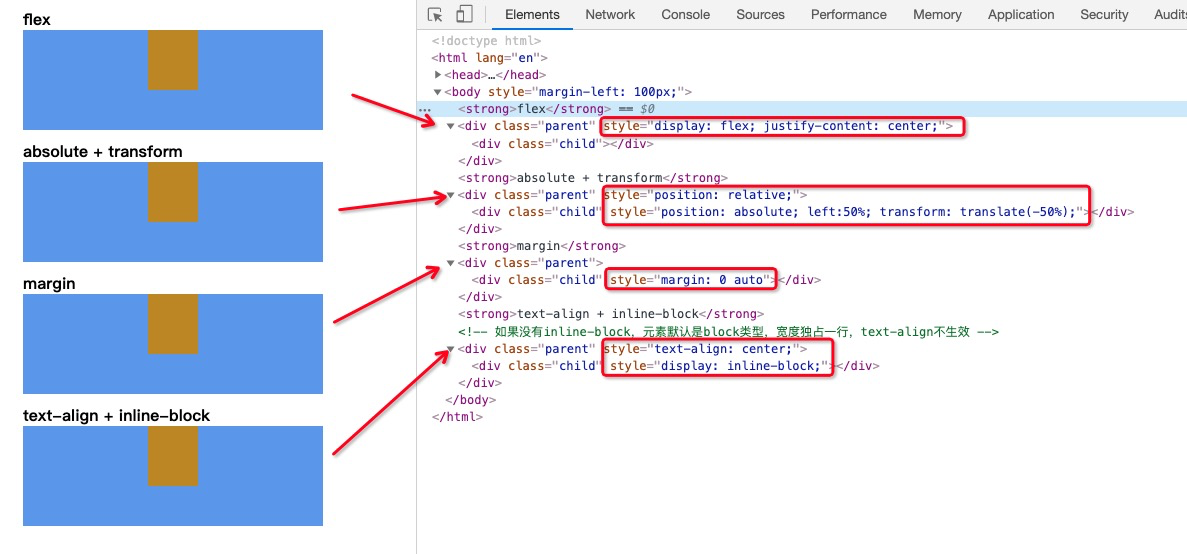 flex
absolute + transform
margin
text-align + inline-block
Elements Network Console Sources Performance Memory Application Security Audits
<!doctype html>
<html lang="en">
<head>…</head>
<body style="margin-left: 100px;">
<strong>flex</strong> == $0
<div class="parent" style="display: flex; justify-content: center;">
<div class="child"></div>
</div>
<strong>absolute + transform</strong>
<div class="parent" style="position: relative;">
<div class="child" style="position: absolute; left:50%; transform: translate(-50%);"></div>
</div>
<strong>margin</strong>
<div class="parent">
<div class="child" style="margin: 0 auto"></div>
</div>
<strong>text-align + inline-block</strong>
<!-- 如果没有inline-block，元素默认是block类型，宽度独占一行，text-align不生效 -->
<div class="parent" style="text-align: center;">
<div class="child" style="display: inline-block;"></div>
</div>
</body>
</html>